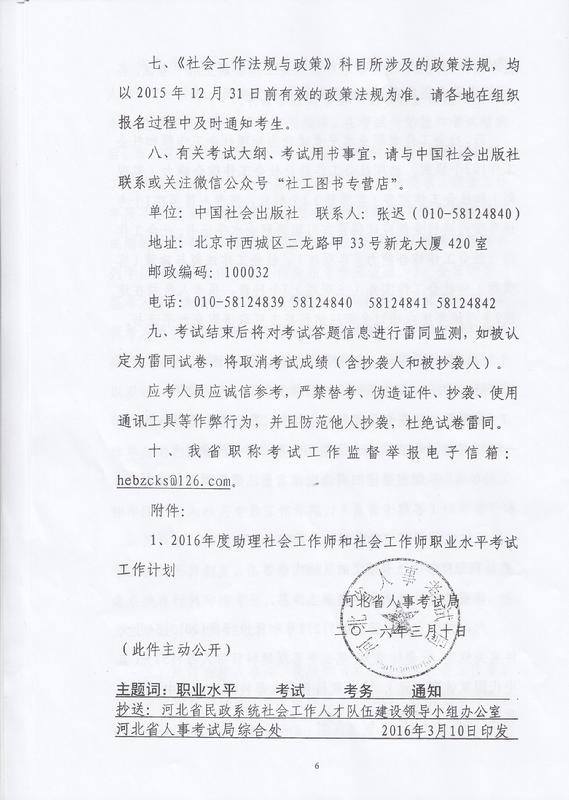 七、《社会工作法规与政策》科目所涉及的政策法规，均
以 2015 年 12 月 31 日前有效的政策法规为准。请各地在组织
报名过程中及时通知考生。
八、有关考试大纲、考试用书事宜，请与中国社会出版社
联系或关注微信公众号“社工图书专营店”。
单位：中国社会出版社 联系人：张迟（010-58124840）
地址：北京市西城区二龙路甲 33 号新龙大厦 420 室
邮政编码：100032
电话：010-58124839 58124840 58124841 58124842
九、考试结束后将对考试答题信息进行雷同监测，如被认
定为雷同试卷，将取消考试成绩（含抄袭人和被抄袭人）。
应考人员应诚信参考，严禁替考、伪造证件、抄袭、使用
通讯工具等作弊行为，并且防范他人抄袭，杜绝试卷雷同。
十、我省职称考试工作监督举报电子信箱：
hebzcks@126.com。
附件：
1、2016年度助理社会工作师和社会工作师职业水平考试
工作计划
河北省人事考试局
二〇一六年三月十日
（此件主动公开）
主题词：职业水平 考试 考务 通知
抄送：河北省民政系统社会工作人才队伍建设领导小组办公室
河北省人事考试局综合处 2016年3月10日印发
6
河北省人事考试局